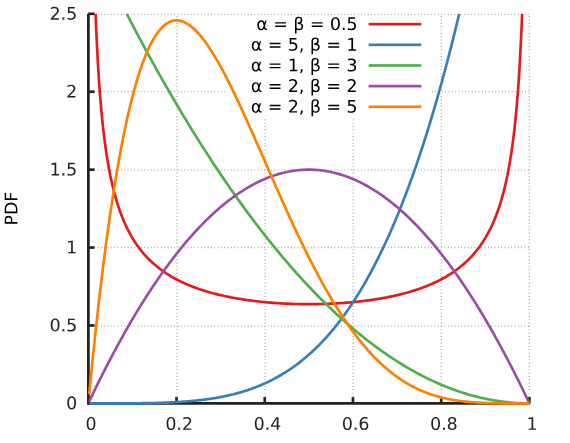 2.5
α = β = 0.5
α = 5, β = 1
α = 1, β = 3
α = 2, β = 2
α = 2, β = 5
2
1.5
PDF
1
0.5
0
0 0.2 0.4 0.6 0.8 1